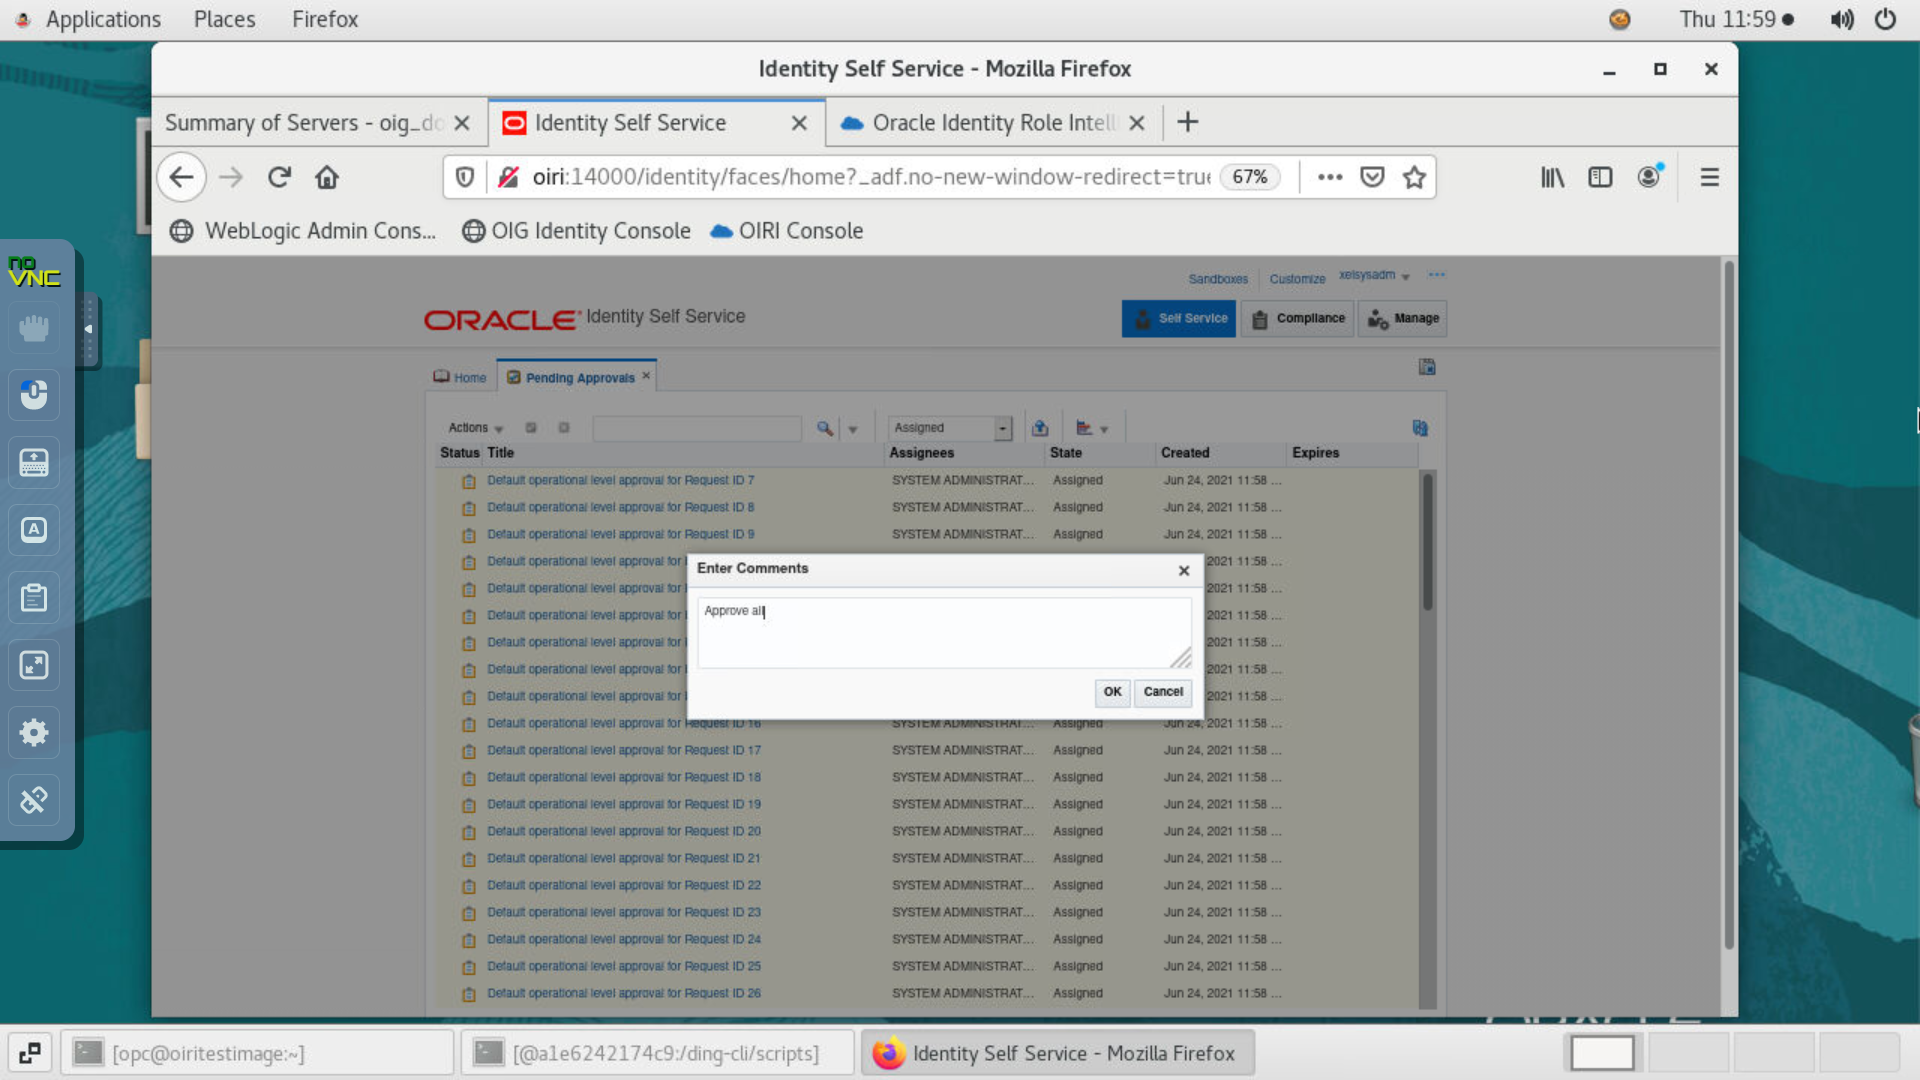 Applications Places Firefox Thu 11:59
Identity Self Service - Mozilla Firefox
Summary of Servers - oig_do Identity Self Service Oracle Identity Role Intell
oiri:14000/identity/faces/home?_adf.no-new-window-redirect=true 67%
WebLogic Admin Cons... OIG Identity Console OIRI Console
no
VNC
Sandboxes Customize xelsysadm
ORACLE Identity Self Service Self Service Compliance Manage
Home Pending Approvals
Actions Assigned
Status Title Assignees State Created Expires
Default operational level approval for Request ID 7 SYSTEM ADMINISTRAT... Assigned Jun 24, 2021 11:58 ...
Default operational level approval for Request ID 8 SYSTEM ADMINISTRAT... Assigned Jun 24, 2021 11:58 ...
Default operational level approval for Request ID 9 SYSTEM ADMINISTRAT... Assigned Jun 24, 2021 11:58 ...
Default operational level approval for 2021 11:58 ...
Default operational level approval for 2021 11:58 ...
Default operational level approval for 2021 11:58 ...
Default operational level approval for 2021 11:58 ...
Default operational level approval for 2021 11:58 ...
Default operational level approval for 2021 11:58 ...
Enter Comments
Approve all
OK Cancel
Default operational level approval for Request ID 16 SYSTEM ADMINISTRAT... Assigned Jun 24, 2021 11:58 ...
Default operational level approval for Request ID 17 SYSTEM ADMINISTRAT... Assigned Jun 24, 2021 11:58 ...
Default operational level approval for Request ID 18 SYSTEM ADMINISTRAT... Assigned Jun 24, 2021 11:58 ...
Default operational level approval for Request ID 19 SYSTEM ADMINISTRAT... Assigned Jun 24, 2021 11:58 ...
Default operational level approval for Request ID 20 SYSTEM ADMINISTRAT... Assigned Jun 24, 2021 11:58 ...
Default operational level approval for Request ID 21 SYSTEM ADMINISTRAT... Assigned Jun 24, 2021 11:58 ...
Default operational level approval for Request ID 22 SYSTEM ADMINISTRAT... Assigned Jun 24, 2021 11:58 ...
Default operational level approval for Request ID 23 SYSTEM ADMINISTRAT... Assigned Jun 24, 2021 11:58 ...
Default operational level approval for Request ID 24 SYSTEM ADMINISTRAT... Assigned Jun 24, 2021 11:58 ...
Default operational level approval for Request ID 25 SYSTEM ADMINISTRAT... Assigned Jun 24, 2021 11:58 ...
Default operational level approval for Request ID 26 SYSTEM ADMINISTRAT... Assigned Jun 24, 2021 11:58 ...
[opc@oiritestimage:~] [@a1e6242174c9:/ding-cli/scripts] Identity Self Service - Mozilla Firefox